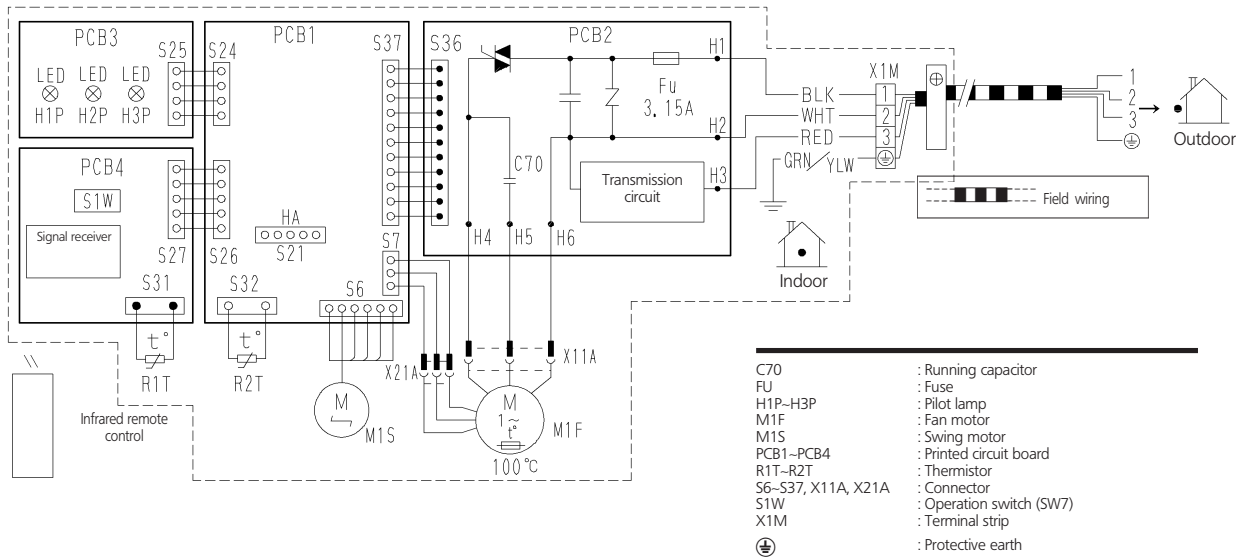 PCB3
LED LED LED
H1P H2P H3P
S25
S24
PCB1
S37
S36
PCB2
H1
Fu
3.15A
H2
C70
Transmission
circuit
H3
H4
H5
H6
BLK
WHT
RED
GRN
YLW
X1M
1
2
3
1
2
3
Outdoor
Field wiring
Indoor
PCB4
S1W
Signal receiver
S27
S26
HA
S21
S7
S31
S32
S6
t°
R1T
t°
R2T
X21A
X11A
M
M1S
M
1~
t°
M1F
100°C
Infrared remote
control
C70 : Running capacitor
FU : Fuse
H1P~H3P : Pilot lamp
M1F : Fan motor
M1S : Swing motor
PCB1~PCB4 : Printed circuit board
R1T~R2T : Thermistor
S6~S37, X11A, X21A : Connector
S1W : Operation switch (SW7)
X1M : Terminal strip
: Protective earth